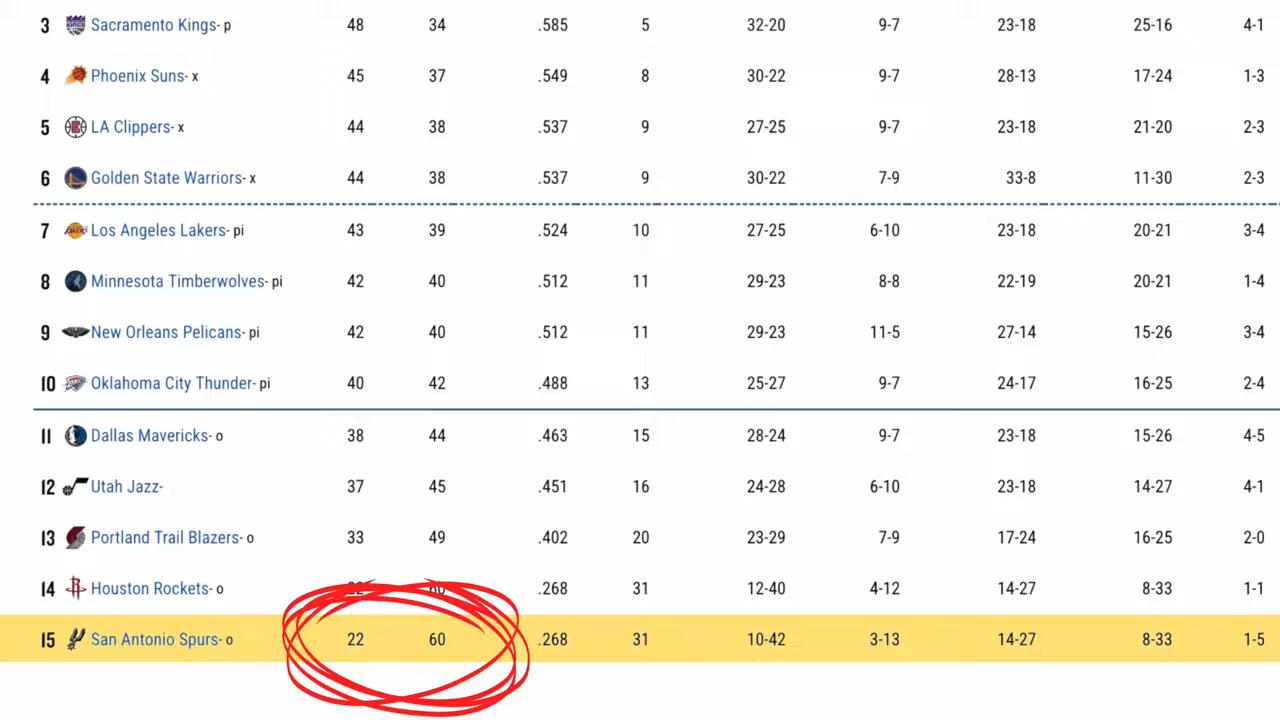 3 Sacramento Kings- p 48 34 .585 5 32-20 9-7 23-18 25-16 4-1
4 Phoenix Suns- x 45 37 .549 8 30-22 9-7 28-13 17-24 1-3
5 LA Clippers- x 44 38 .537 9 27-25 9-7 23-18 21-20 2-3
6 Golden State Warriors- x 44 38 .537 9 30-22 7-9 33-8 11-30 2-3
7 Los Angeles Lakers- pi 43 39 .524 10 27-25 6-10 23-18 20-21 3-4
8 Minnesota Timberwolves- pi 42 40 .512 11 29-23 8-8 22-19 20-21 1-4
9 New Orleans Pelicans- pi 42 40 .512 11 29-23 11-5 27-14 15-26 3-4
10 Oklahoma City Thunder- pi 40 42 .488 13 25-27 9-7 24-17 16-25 2-4
11 Dallas Mavericks- o 38 44 .463 15 28-24 9-7 23-18 15-26 4-5
12 Utah Jazz- 37 45 .451 16 24-28 6-10 23-18 14-27 4-1
13 Portland Trail Blazers- o 33 49 .402 20 23-29 7-9 17-24 16-25 2-0
14 Houston Rockets- o 22 60 .268 31 12-40 4-12 14-27 8-33 1-1
15 San Antonio Spurs- o 22 60 .268 31 10-42 3-13 14-27 8-33 1-5